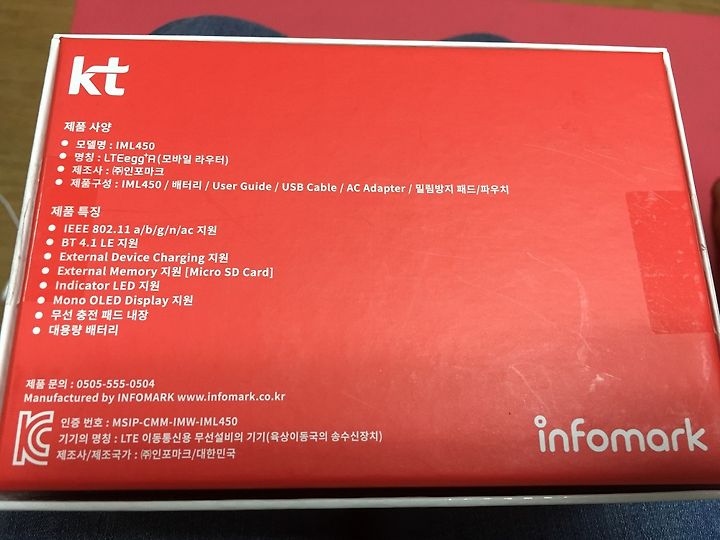 kt
제품 사양
● 모델명 : IML450
● 명칭 : LTEegg+A(모바일 라우터)
● 제조사 : ㈜인포마크
● 제품구성 : IML450 / 배터리 / User Guide / USB Cable / AC Adapter / 밀림방지 패드/파우치
제품 특징
● IEEE 802.11 a/b/g/n/ac 지원
● BT 4.1 LE 지원
● External Device Charging 지원
● External Memory 지원 [Micro SD Card]
● Indicator LED 지원
● Mono OLED Display 지원
● 무선 충전 패드 내장
● 대용량 배터리
제품 문의 : 0505-555-0504
Manufactured by INFOMARK www.infomark.co.kr
인증 번호 : MSIP-CMM-IMW-IML450
기기의 명칭 : LTE 이동통신용 무선설비의 기기(육상이동국의 송수신장치)
제조사/제조국가 : ㈜인포마크/대한민국
infomark